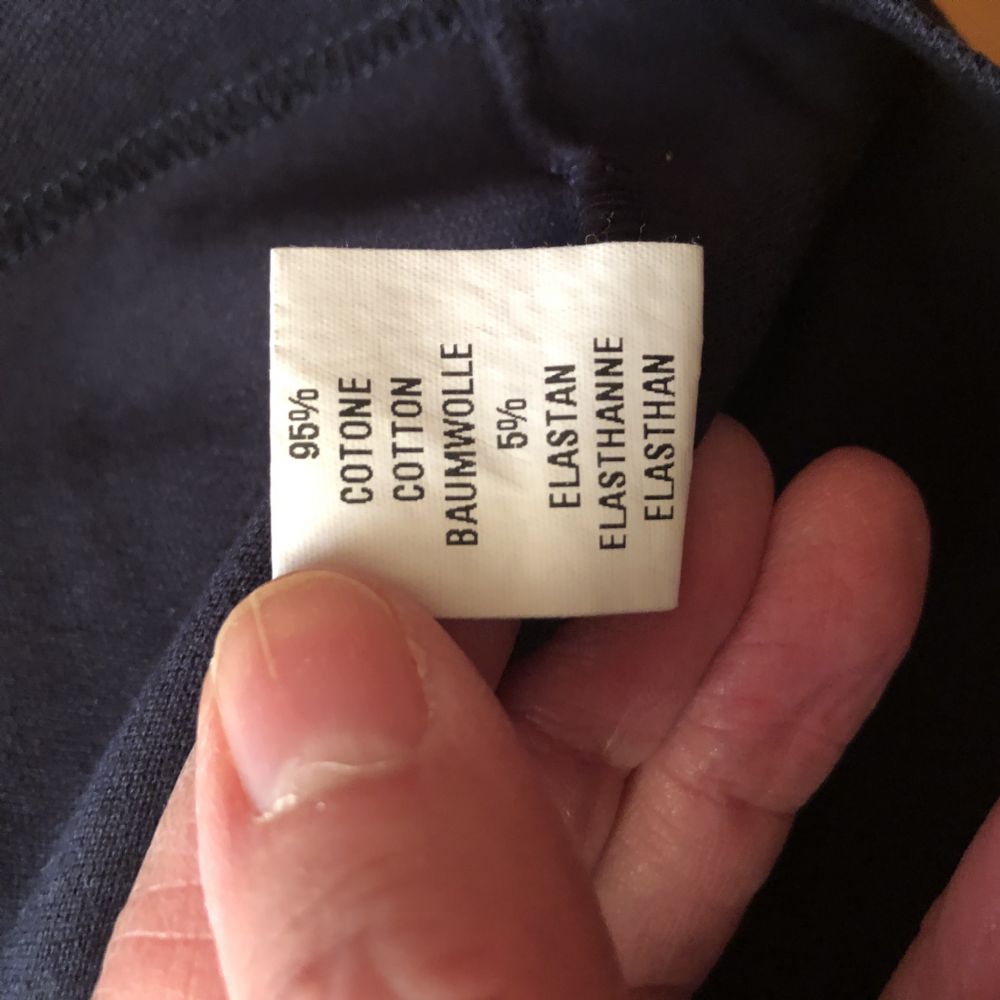 95%
COTONE
COTTON
BAUMWOLLE
5%
ELASTAN
ELASTHANNE
ELASTHAN